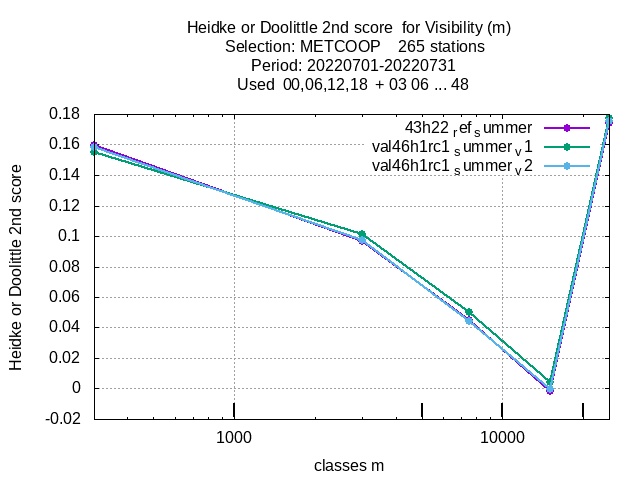 Heidke or Doolittle 2nd score  for Visibility (m)
Selection: METCOOP    265 stations
Period: 20220701-20220731
Used  00,06,12,18  + 03 06 ... 48
0.18
0.16
0.14
0.12
0.1
0.08
0.06
0.04
0.02
0
-0.02
Heidke or Doolittle 2nd score
43h22 ref summer
val46h1rc1 summer v1
val46h1rc1 summer v2
1000 10000
classes m